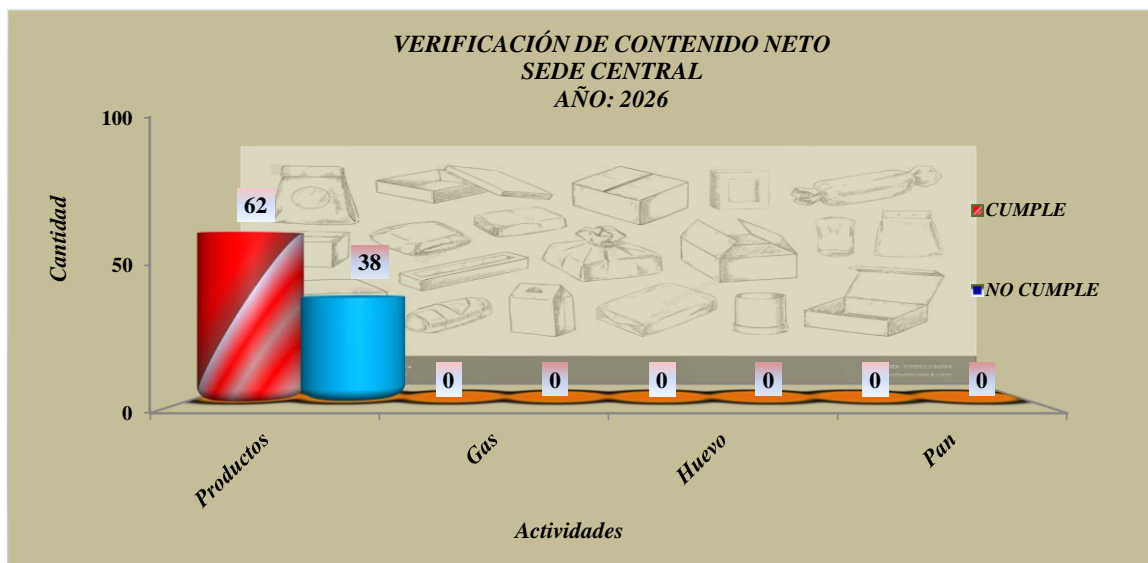 VERIFICACIÓN DE CONTENIDO NETO
SEDE CENTRAL
AÑO: 2026
100
50
0
Cantidad
62
38
0
0
0
0
0
0
CUMPLE
NO CUMPLE
Productos
Gas
Huevo
Pan
Actividades